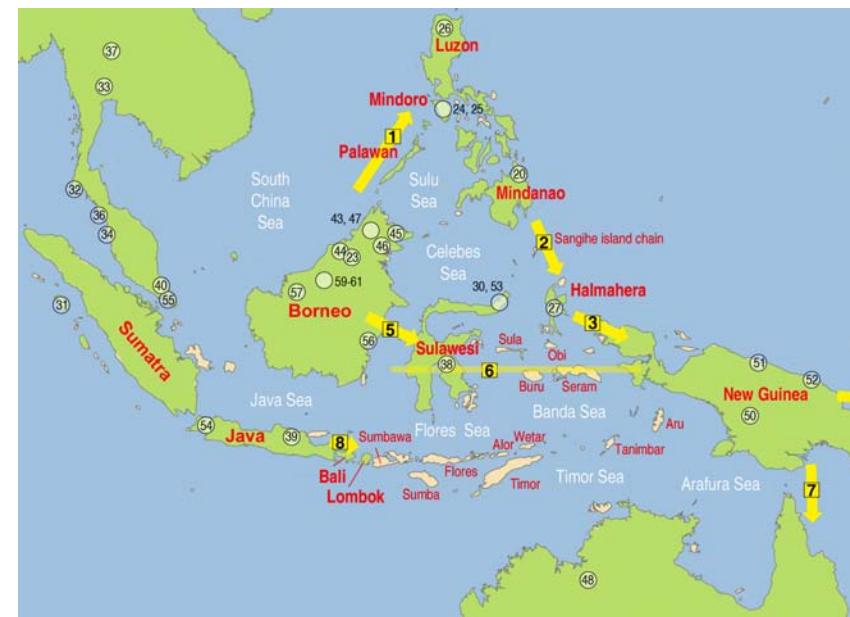 26
Luzon
37
33
Mindoro
24, 25
1
Palawan
South
China
Sea
Sulu
Sea
20
Mindanao
32
36
34
43, 47
45
44
46
23
2
Sangihe island chain
Celebes
Sea
40
55
31
59-61
57
30, 53
Halmahera
27
Borneo
5
3
Sumatra
56
Sulawesi
38
Sula
Obi
6
Buru
Seram
51
52
New Guinea
50
Java Sea
Banda Sea
Aru
54
Java
39
8
Sumbawa
Flores Sea
Alor
Wetar
Tanimbar
Bali
Lombok
Sumba
Flores
Timor
Timor Sea
Arafura Sea
7
48